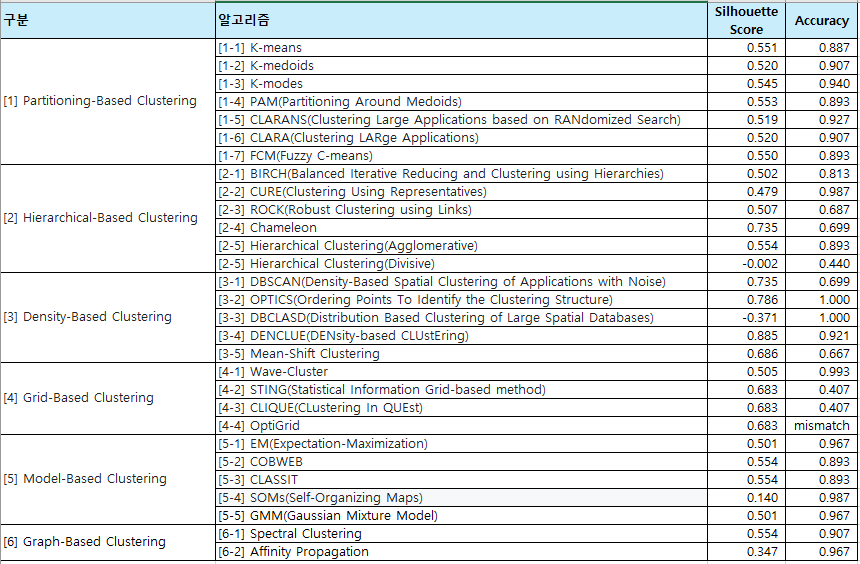 구분 알고리즘 Silhouette Score Accuracy
[1] Partitioning-Based Clustering
[1-1] K-means 0.551 0.887
[1-2] K-medoids 0.520 0.907
[1-3] K-modes 0.545 0.940
[1-4] PAM(Partitioning Around Medoids) 0.553 0.893
[1-5] CLARANS(Clustering Large Applications based on RANdomized Search) 0.519 0.927
[1-6] CLARA(Clustering LARge Applications) 0.520 0.907
[1-7] FCM(Fuzzy C-means) 0.550 0.893
[2] Hierarchical-Based Clustering
[2-1] BIRCH(Balanced Iterative Reducing and Clustering using Hierarchies) 0.502 0.813
[2-2] CURE(Clustering Using Representatives) 0.479 0.987
[2-3] ROCK(Robust Clustering using Links) 0.507 0.687
[2-4] Chameleon 0.735 0.699
[2-5] Hierarchical Clustering(Agglomerative) 0.554 0.893
[2-5] Hierarchical Clustering(Divisive) -0.002 0.440
[3] Density-Based Clustering
[3-1] DBSCAN(Density-Based Spatial Clustering of Applications with Noise) 0.735 0.699
[3-2] OPTICS(Ordering Points To Identify the Clustering Structure) 0.786 1.000
[3-3] DBCLASD(Distribution Based Clustering of Large Spatial Databases) -0.371 1.000
[3-4] DENCLUE(DENsity-based CLUstEring) 0.885 0.921
[3-5] Mean-Shift Clustering 0.686 0.667
[4] Grid-Based Clustering
[4-1] Wave-Cluster 0.505 0.993
[4-2] STING(Statistical Information Grid-based method) 0.683 0.407
[4-3] CLIQUE(CLustering In QUEst) 0.683 0.407
[4-4] OptiGrid 0.683 mismatch
[5] Model-Based Clustering
[5-1] EM(Expectation-Maximization) 0.501 0.967
[5-2] COBWEB 0.554 0.893
[5-3] CLASSIT 0.554 0.893
[5-4] SOMs(Self-Organizing Maps) 0.140 0.987
[5-5] GMM(Gaussian Mixture Model) 0.501 0.967
[6] Graph-Based Clustering
[6-1] Spectral Clustering 0.554 0.907
[6-2] Affinity Propagation 0.347 0.967